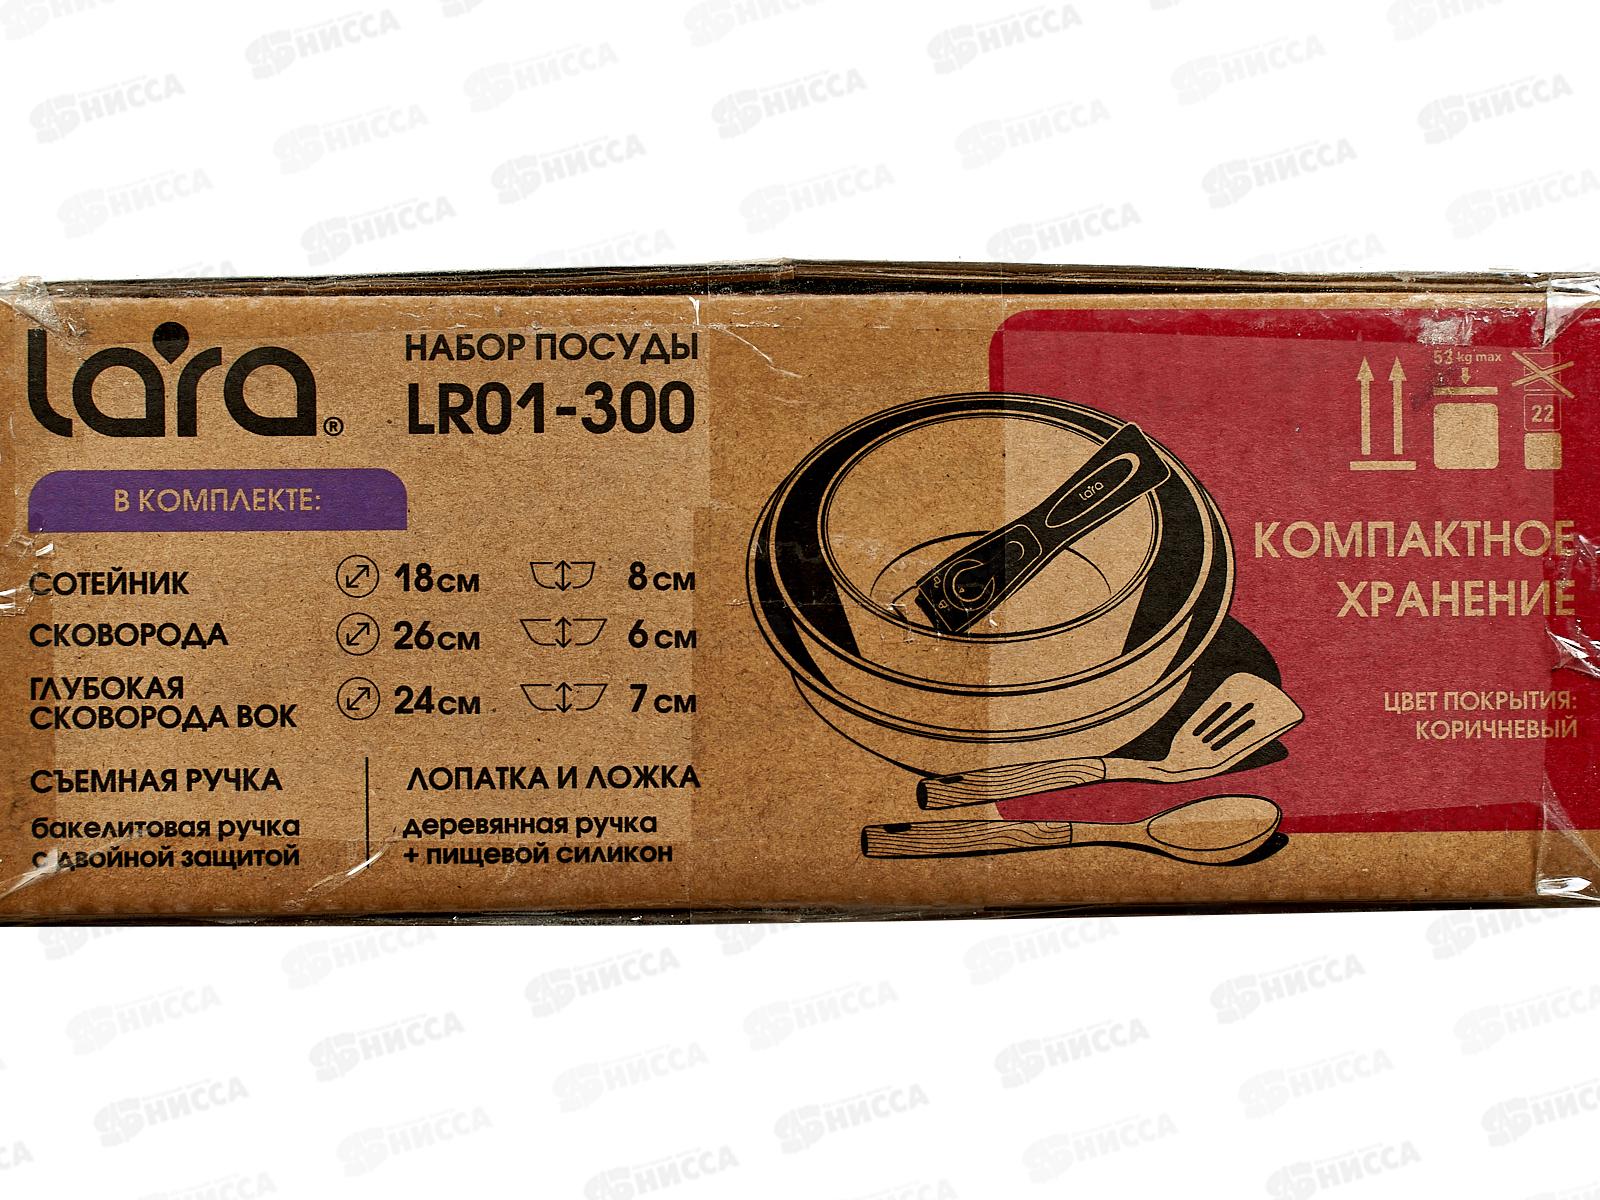 Lara®
НАБОР ПОСУДЫ
LR01-300
В КОМПЛЕКТЕ:
СОТЕЙНИК 18см 8см
СКОВОРОДА 26см 6см
ГЛУБОКАЯ
СКОВОРОДА ВОК 24см 7см
СЪЕМНАЯ РУЧКА
бакелитовая ручка
с двойной защитой
ЛОПАТКА И ЛОЖКА
деревянная ручка
+ пищевой силикон
Lara
53 kg max
22
КОМПАКТНОЕ
ХРАНЕНИЕ
ЦВЕТ ПОКРЫТИЯ:
КОРИЧНЕВЫЙ